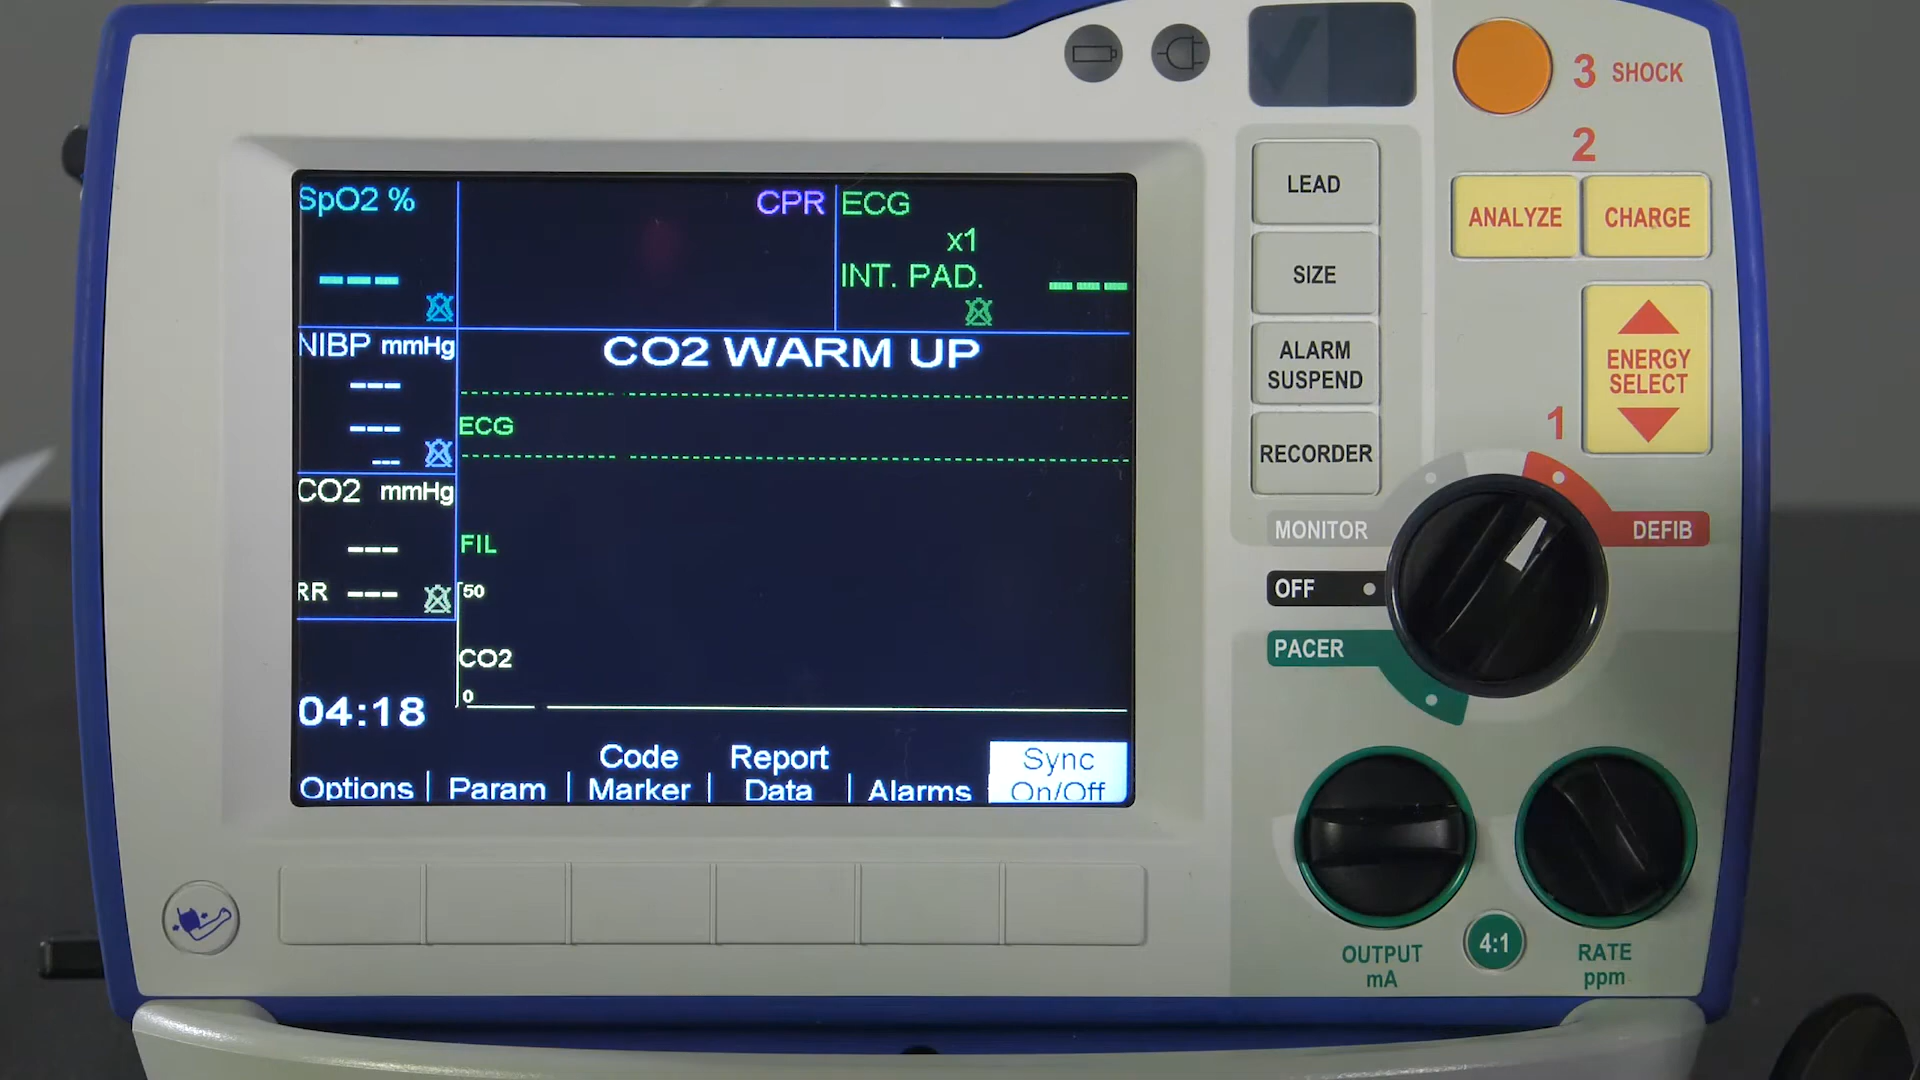 SpO2 %
---
CPR
ECG
x1
INT. PAD. ---
NIBP mmHg
---
---
---
CO2 WARM UP
ECG
CO2 mmHg
---
RR ---
FIL
50
CO2
0
04:18
Options
Param
Code
Marker
Report
Data
Alarms
Sync
On/Off
3 SHOCK
2
ANALYZE
CHARGE
ENERGY
SELECT
1
LEAD
SIZE
ALARM
SUSPEND
RECORDER
MONITOR
DEFIB
OFF
PACER
OUTPUT
mA
4:1
RATE
ppm